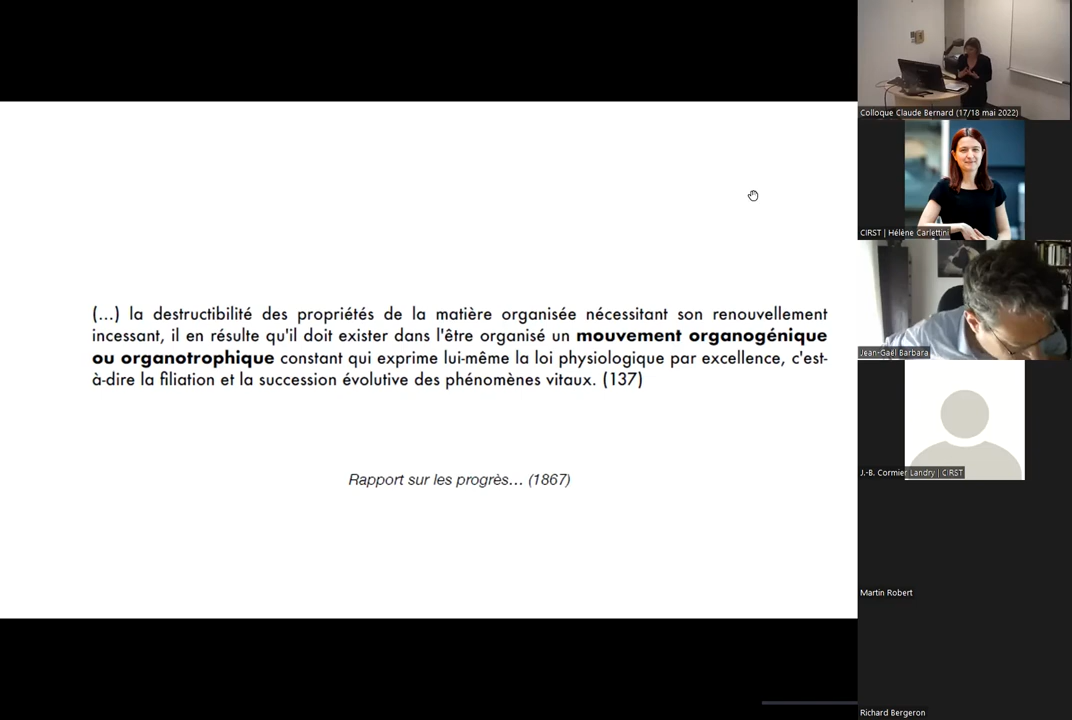 (...) la destructibilité des propriétés de la matière organisée nécessitant son renouvellement
incessant, il en résulte qu'il doit exister dans l'être organisé un mouvement organogénique
ou organotrophique constant qui exprime lui-même la loi physiologique par excellence, c'est-
à-dire la filiation et la succession évolutive des phénomènes vitaux. (137)
Rapport sur les progrès... (1867)
Colloque Claude Bernard (17/18 mai 2022)
CIRST | Hélène Carlettini
Jean-Gaël Barbara
J.-B. Cormier Landry | CIRST
Martin Robert
Richard Bergeron